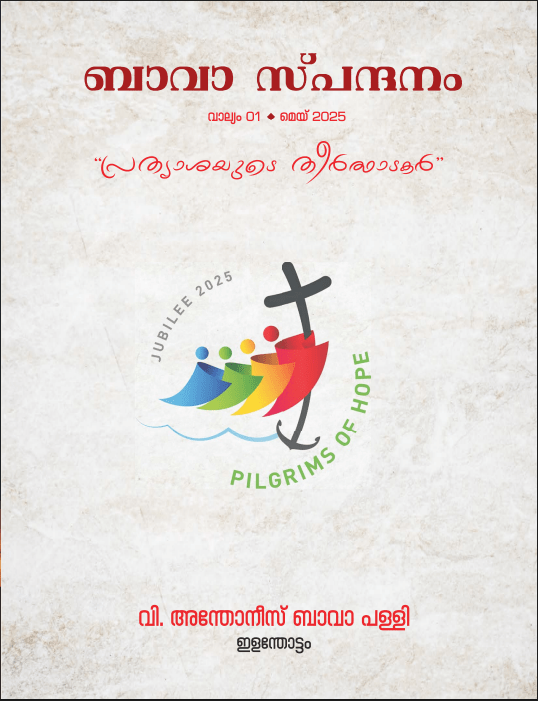 ബാവാ സ്പന്ദനം
വാല്യം 01 ◆ മെയ് 2025
“പ്രത്യാശയുടെ തീർത്ഥാടകർ”
JUBILEE 2025
PILGRIMS OF HOPE
വി. അന്തോനീസ് ബാവാ പള്ളി
ഇളന്തോട്ടം